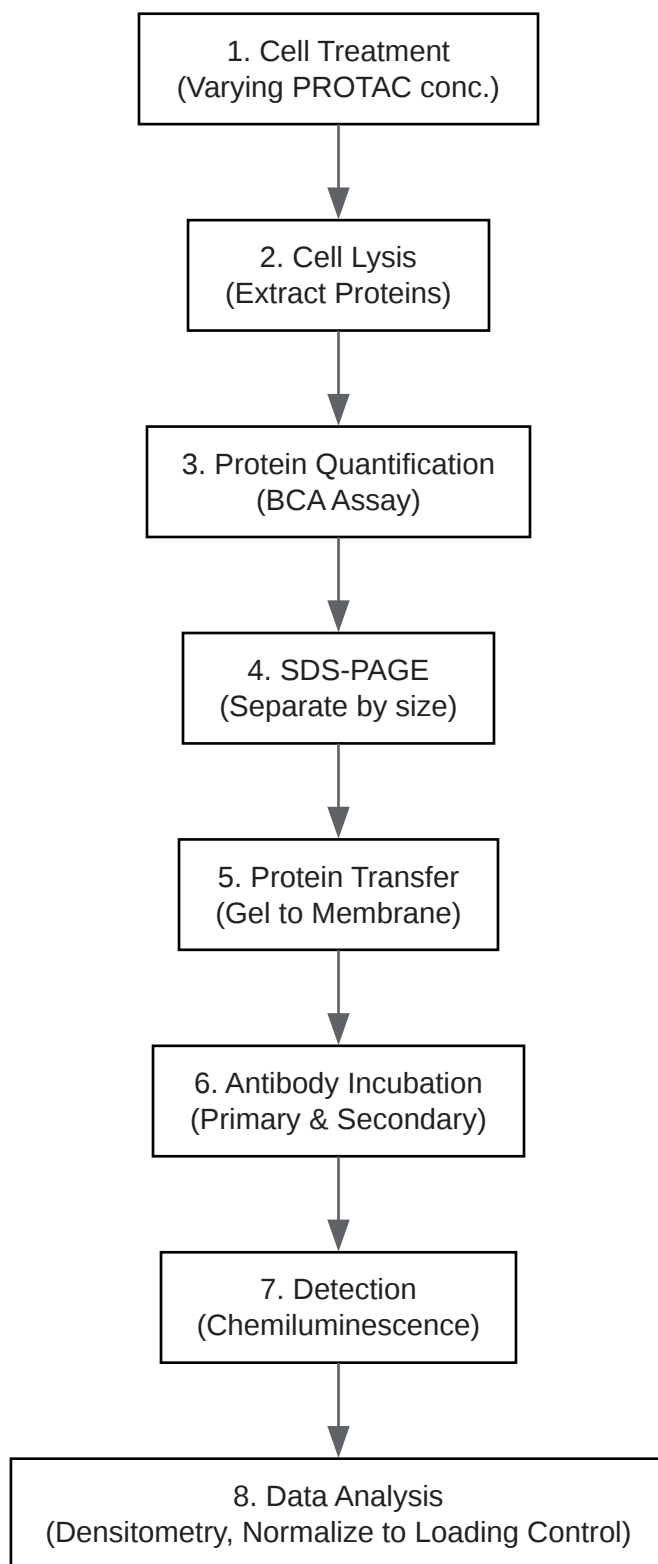 1. Cell Treatment
(Varying PROTAC conc.)
2. Cell Lysis
(Extract Proteins)
3. Protein Quantification
(BCA Assay)
4. SDS-PAGE
(Separate by size)
5. Protein Transfer
(Gel to Membrane)
6. Antibody Incubation
(Primary & Secondary)
7. Detection
(Chemiluminescence)
8. Data Analysis
(Densitometry, Normalize to Loading Control)